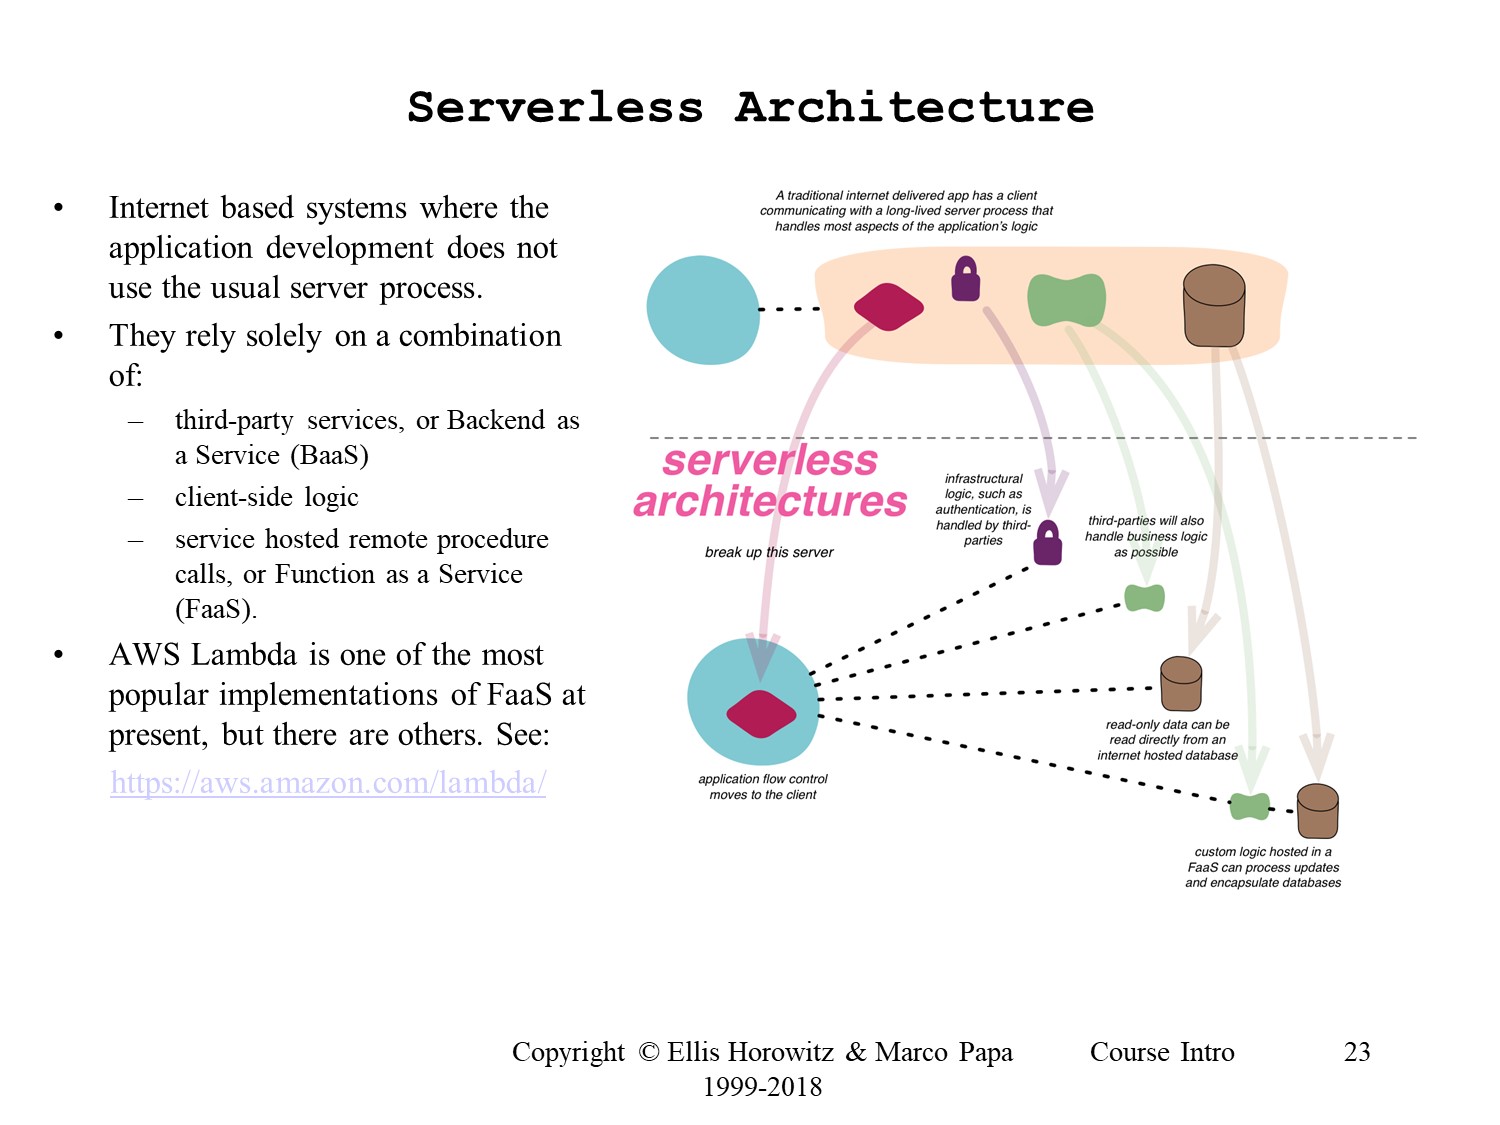 Serverless Architecture
• Internet based systems where the
application development does not
use the usual server process.
• They rely solely on a combination
of:
– third-party services, or Backend as
a Service (BaaS)
– client-side logic
– service hosted remote procedure
calls, or Function as a Service
(FaaS).
• AWS Lambda is one of the most
popular implementations of FaaS at
present, but there are others. See:
https://aws.amazon.com/lambda/
A traditional internet delivered app has a client
communicating with a long-lived server process that
handles most aspects of the application's logic
serverless
architectures
break up this server
infrastructural
logic, such as
authentication, is
handled by third-
parties
third-parties will also
handle business logic
as possible
read-only data can be
read directly from an
internet hosted database
application flow control
moves to the client
custom logic hosted in a
FaaS can process updates
and encapsulate databases
Copyright © Ellis Horowitz & Marco Papa
1999-2018
Course Intro
23